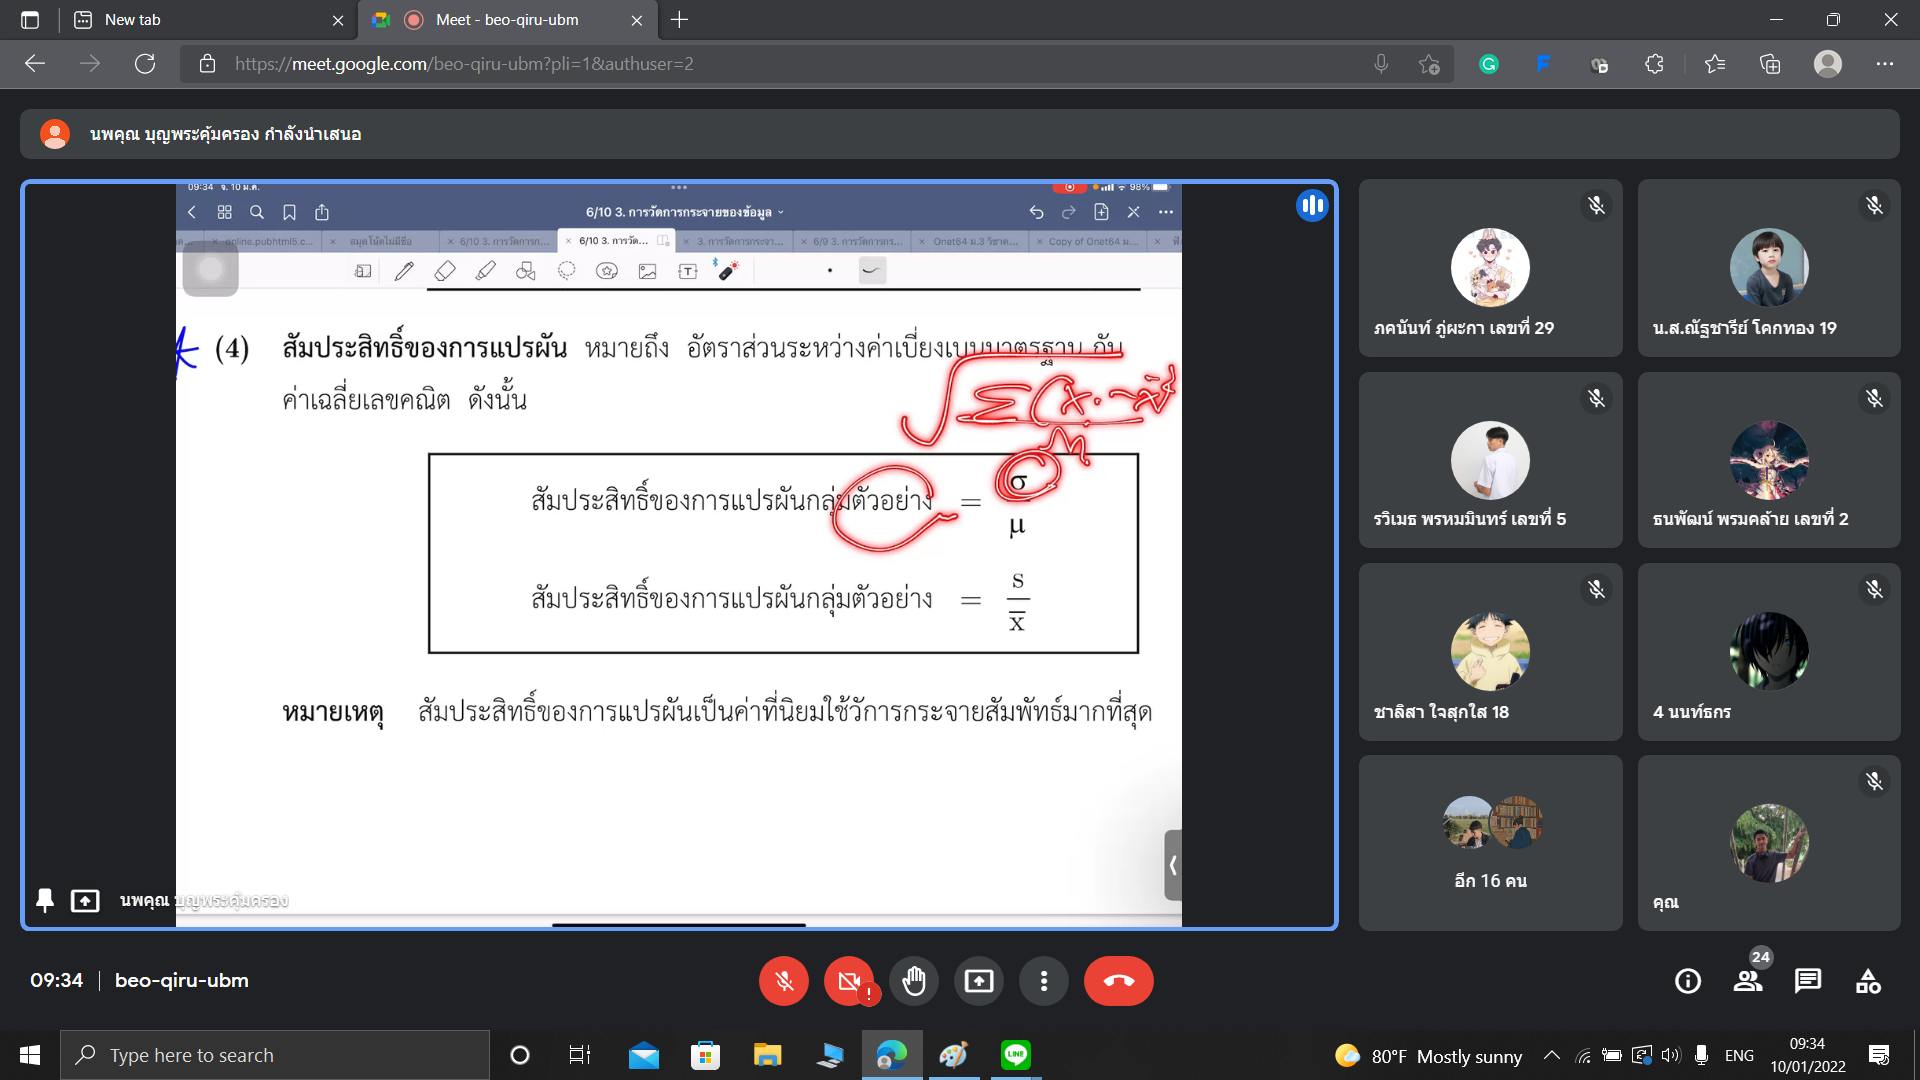 New tab
Meet - beo-qiru-ubm
https://meet.google.com/beo-qiru-ubm?pli=1&authuser=2
นพคุณ บุญพระคุ้มครอง กำลังนำเสนอ
09:34 จ. 10 ม.ค.
98%
6/10 3. การวัดการกระจายของข้อมูล
online.pubhtml5.c...
สมุดโน้ตไม่มีชื่อ
6/10 3. การวัดการก...
6/10 3. การวัด...
3. การวัดการกระจา...
6/9 3. การวัดการกร...
Onet64 ม.3 วิชาค...
Copy of Onet64 ม....
(4) สัมประสิทธิ์ของการแปรผัน หมายถึง อัตราส่วนระหว่างค่าเบี่ยงเบนมาตรฐาน กับ
ค่าเฉลี่ยเลขคณิต ดังนั้น
สัมประสิทธิ์ของการแปรผันกลุ่มตัวอย่าง = σ
μ
สัมประสิทธิ์ของการแปรผันกลุ่มตัวอย่าง = s
x̅
หมายเหตุ สัมประสิทธิ์ของการแปรผันเป็นค่าที่นิยมใช้วัการกระจายสัมพัทธ์มากที่สุด
นพคุณ บุญพระคุ้มครอง
ภคนันท์ ภู่ผะกา เลขที่ 29
น.ส.ณัฐชารีย์ โคกทอง 19
รวิเมธ พรหมมินทร์ เลขที่ 5
ธนพัฒน์ พรมคล้าย เลขที่ 2
ชาลิสา ใจสุกใส 18
4 นนท์ธกร
อีก 16 คน
คุณ
09:34 | beo-qiru-ubm
24
Type here to search
LINE
80°F Mostly sunny
ENG
09:34
10/01/2022